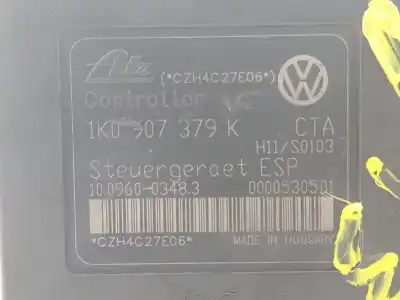 Ate (*CZH4C27E06*)
Controller
1K0 907 379 K CTA
H11/S0103
Steuergeraet ESP
10.0960-0348.3 0000530501
*CZH4C27E06* MADE IN HUNGARY